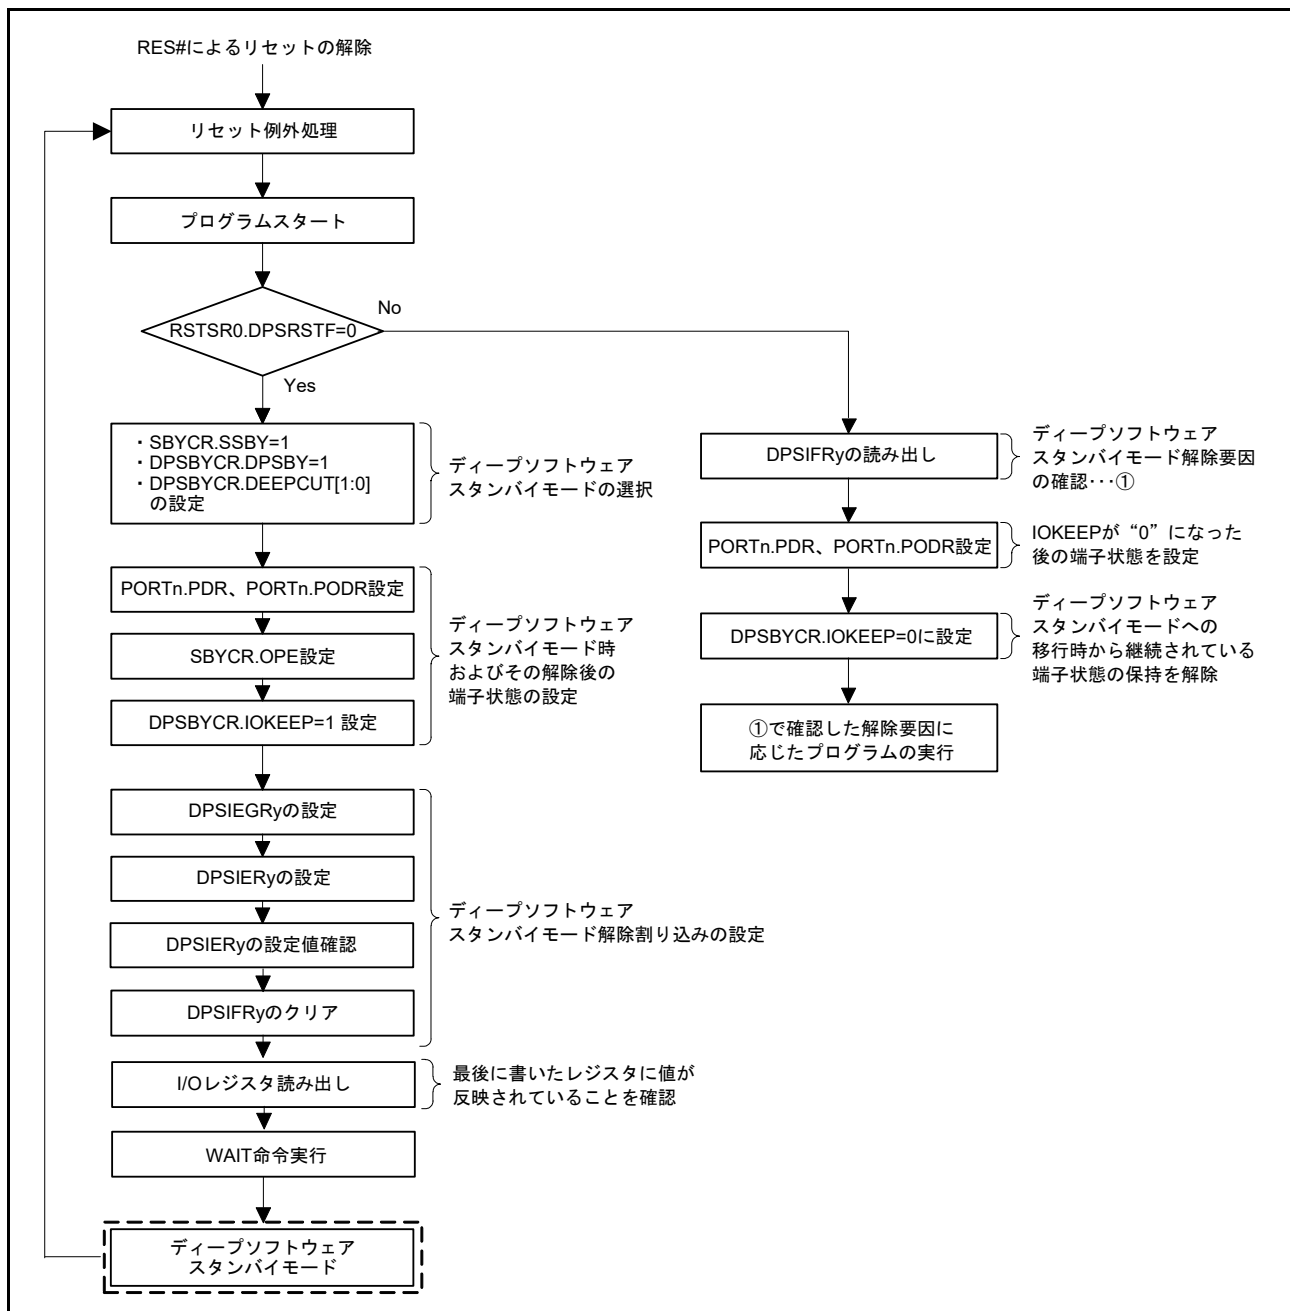 RES#によるリセットの解除
リセット例外処理
プログラムスタート
RSTSR0.DPSRSTF=0
No
Yes
・SBYCR.SSBY=1
・DPSBYCR.DPSBY=1
・DPSBYCR.DEEPCUT[1:0]
の設定
ディープソフトウェア
スタンバイモードの選択
PORTn.PDR、PORTn.PODR設定
SBYCR.OPE設定
DPSBYCR.IOKEEP=1 設定
ディープソフトウェア
スタンバイモード時
およびその解除後の
端子状態の設定
DPSIEGRyの設定
DPSIERyの設定
DPSIERyの設定値確認
DPSIFRyのクリア
ディープソフトウェア
スタンバイモード解除割り込みの設定
I/Oレジスタ読み出し
最後に書いたレジスタに値が
反映されていることを確認
WAIT命令実行
ディープソフトウェア
スタンバイモード
DPSIFRyの読み出し
ディープソフトウェア
スタンバイモード解除要因
の確認･･･①
PORTn.PDR、PORTn.PODR設定
IOKEEPが“0”になった
後の端子状態を設定
DPSBYCR.IOKEEP=0に設定
ディープソフトウェア
スタンバイモードへの
移行時から継続されている
端子状態の保持を解除
①で確認した解除要因に
応じたプログラムの実行